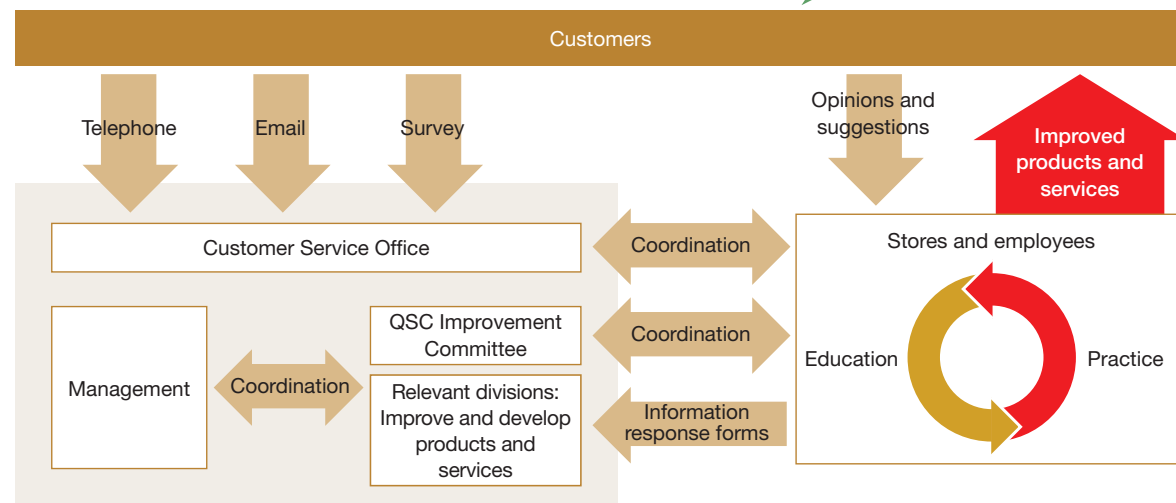 Customers
Telephone
Email
Survey
Opinions and
suggestions
Improved
products and
services
Customer Service Office
Coordination
Stores and employees
Management
Coordination
QSC Improvement
Committee
Coordination
Relevant divisions:
Improve and develop
products and
services
Information
response forms
Education
Practice